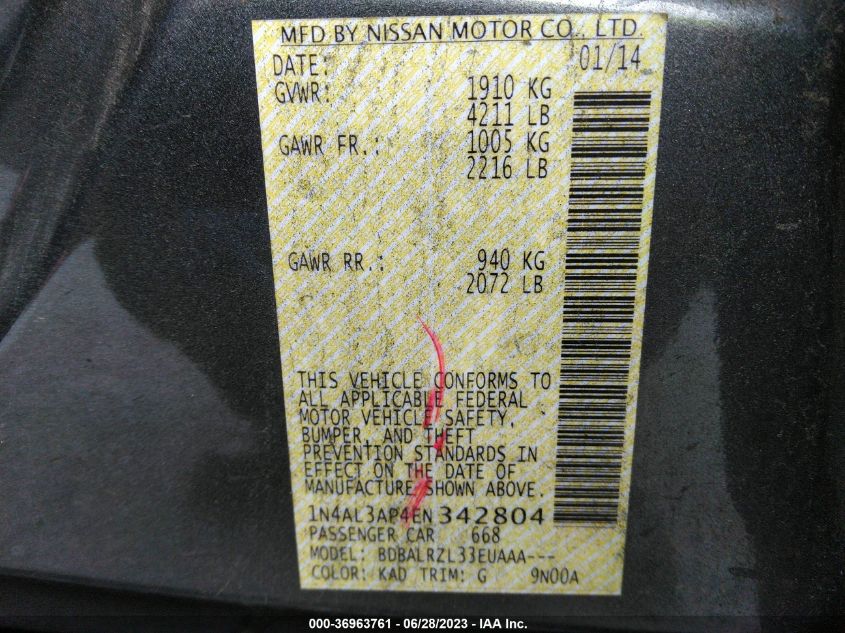 MFD BY NISSAN MOTOR CO., LTD.
DATE: 01/14
GVWR: 1910 KG
4211 LB
GAWR FR.: 1005 KG
2216 LB
GAWR RR.: 940 KG
2072 LB
THIS VEHICLE CONFORMS TO
ALL APPLICABLE FEDERAL
MOTOR VEHICLE SAFETY,
BUMPER, AND THEFT
PREVENTION STANDARDS IN
EFFECT ON THE DATE OF
MANUFACTURE SHOWN ABOVE.
1N4AL3AP4EN342804
PASSENGER CAR 668
MODEL: BDBALRZL33EUAAA---
COLOR: KAD TRIM: G 9N00A
000-36963761 - 06/28/2023 - IAA Inc.